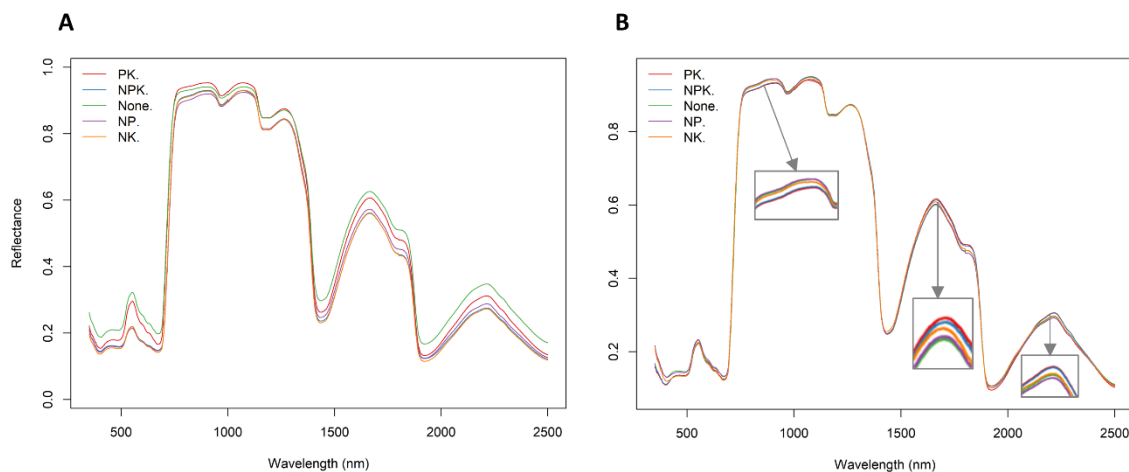 A
B
PK.
NPK.
None.
NP.
NK.
Reflectance
0.0
0.2
0.4
0.6
0.8
1.0
500
1000
1500
2000
2500
Wavelength (nm)
PK.
NPK.
None.
NP.
NK.
0.2
0.4
0.6
0.8
500
1000
1500
2000
2500
Wavelength (nm)